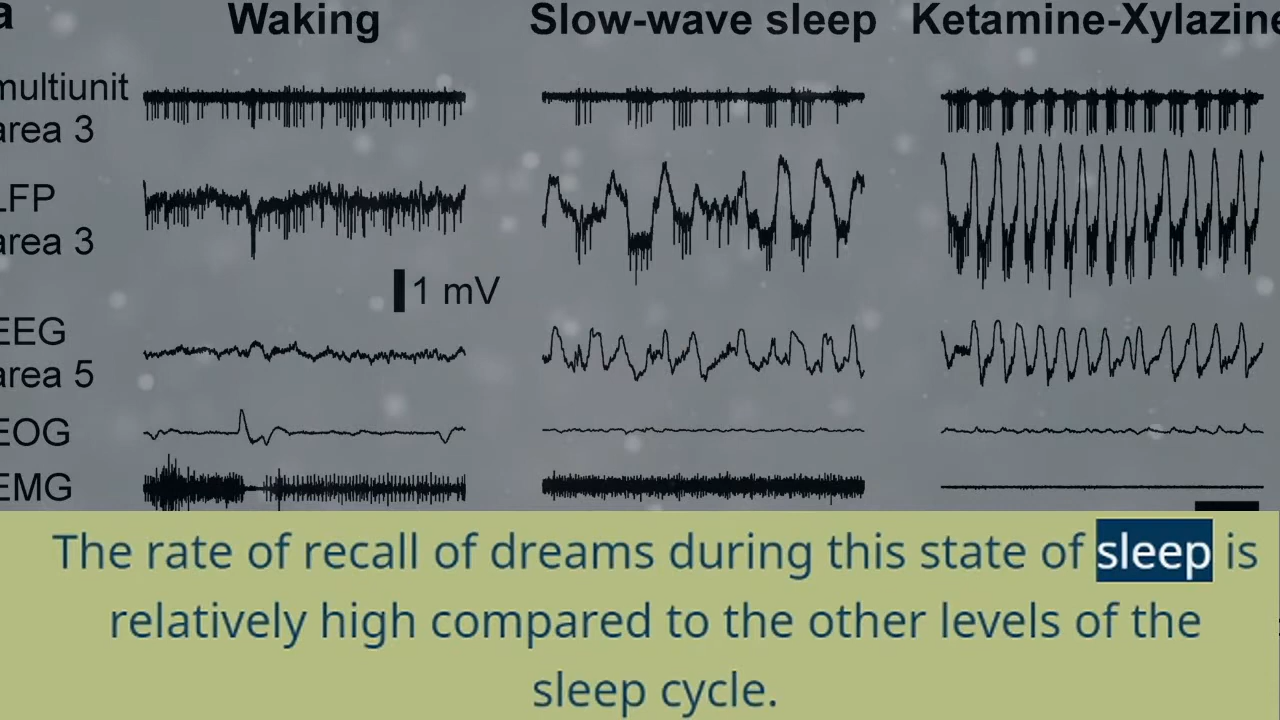 a Waking Slow-wave sleep Ketamine-Xylazine
multiunit
area 3
LFP
area 3
1 mV
EEG
area 5
EOG
EMG
The rate of recall of dreams during this state of sleep is
relatively high compared to the other levels of the
sleep cycle.